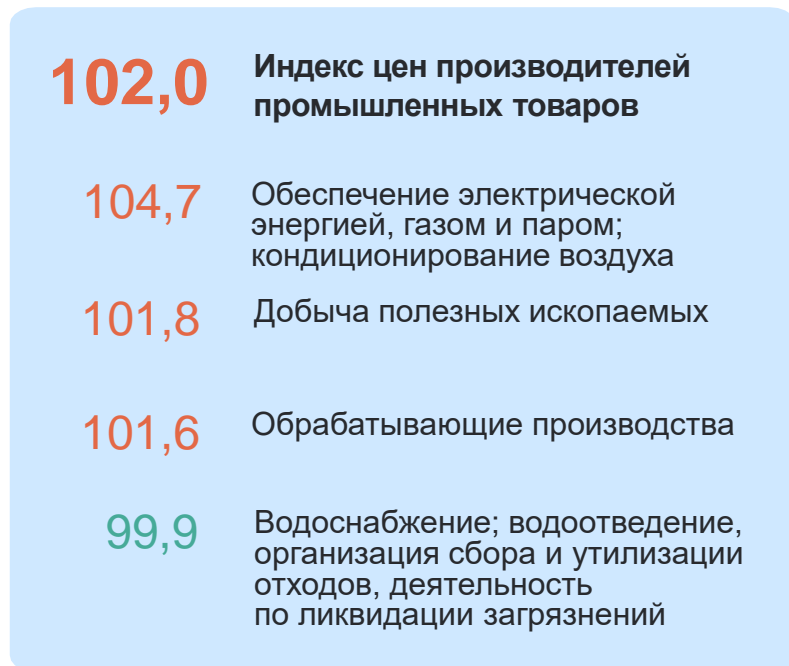 102,0
Индекс цен производителей
промышленных товаров
104,7
Обеспечение электрической
энергией, газом и паром;
кондиционирование воздуха
101,8
Добыча полезных ископаемых
101,6
Обрабатывающие производства
99,9
Водоснабжение; водоотведение,
организация сбора и утилизации
отходов, деятельность
по ликвидации загрязнений